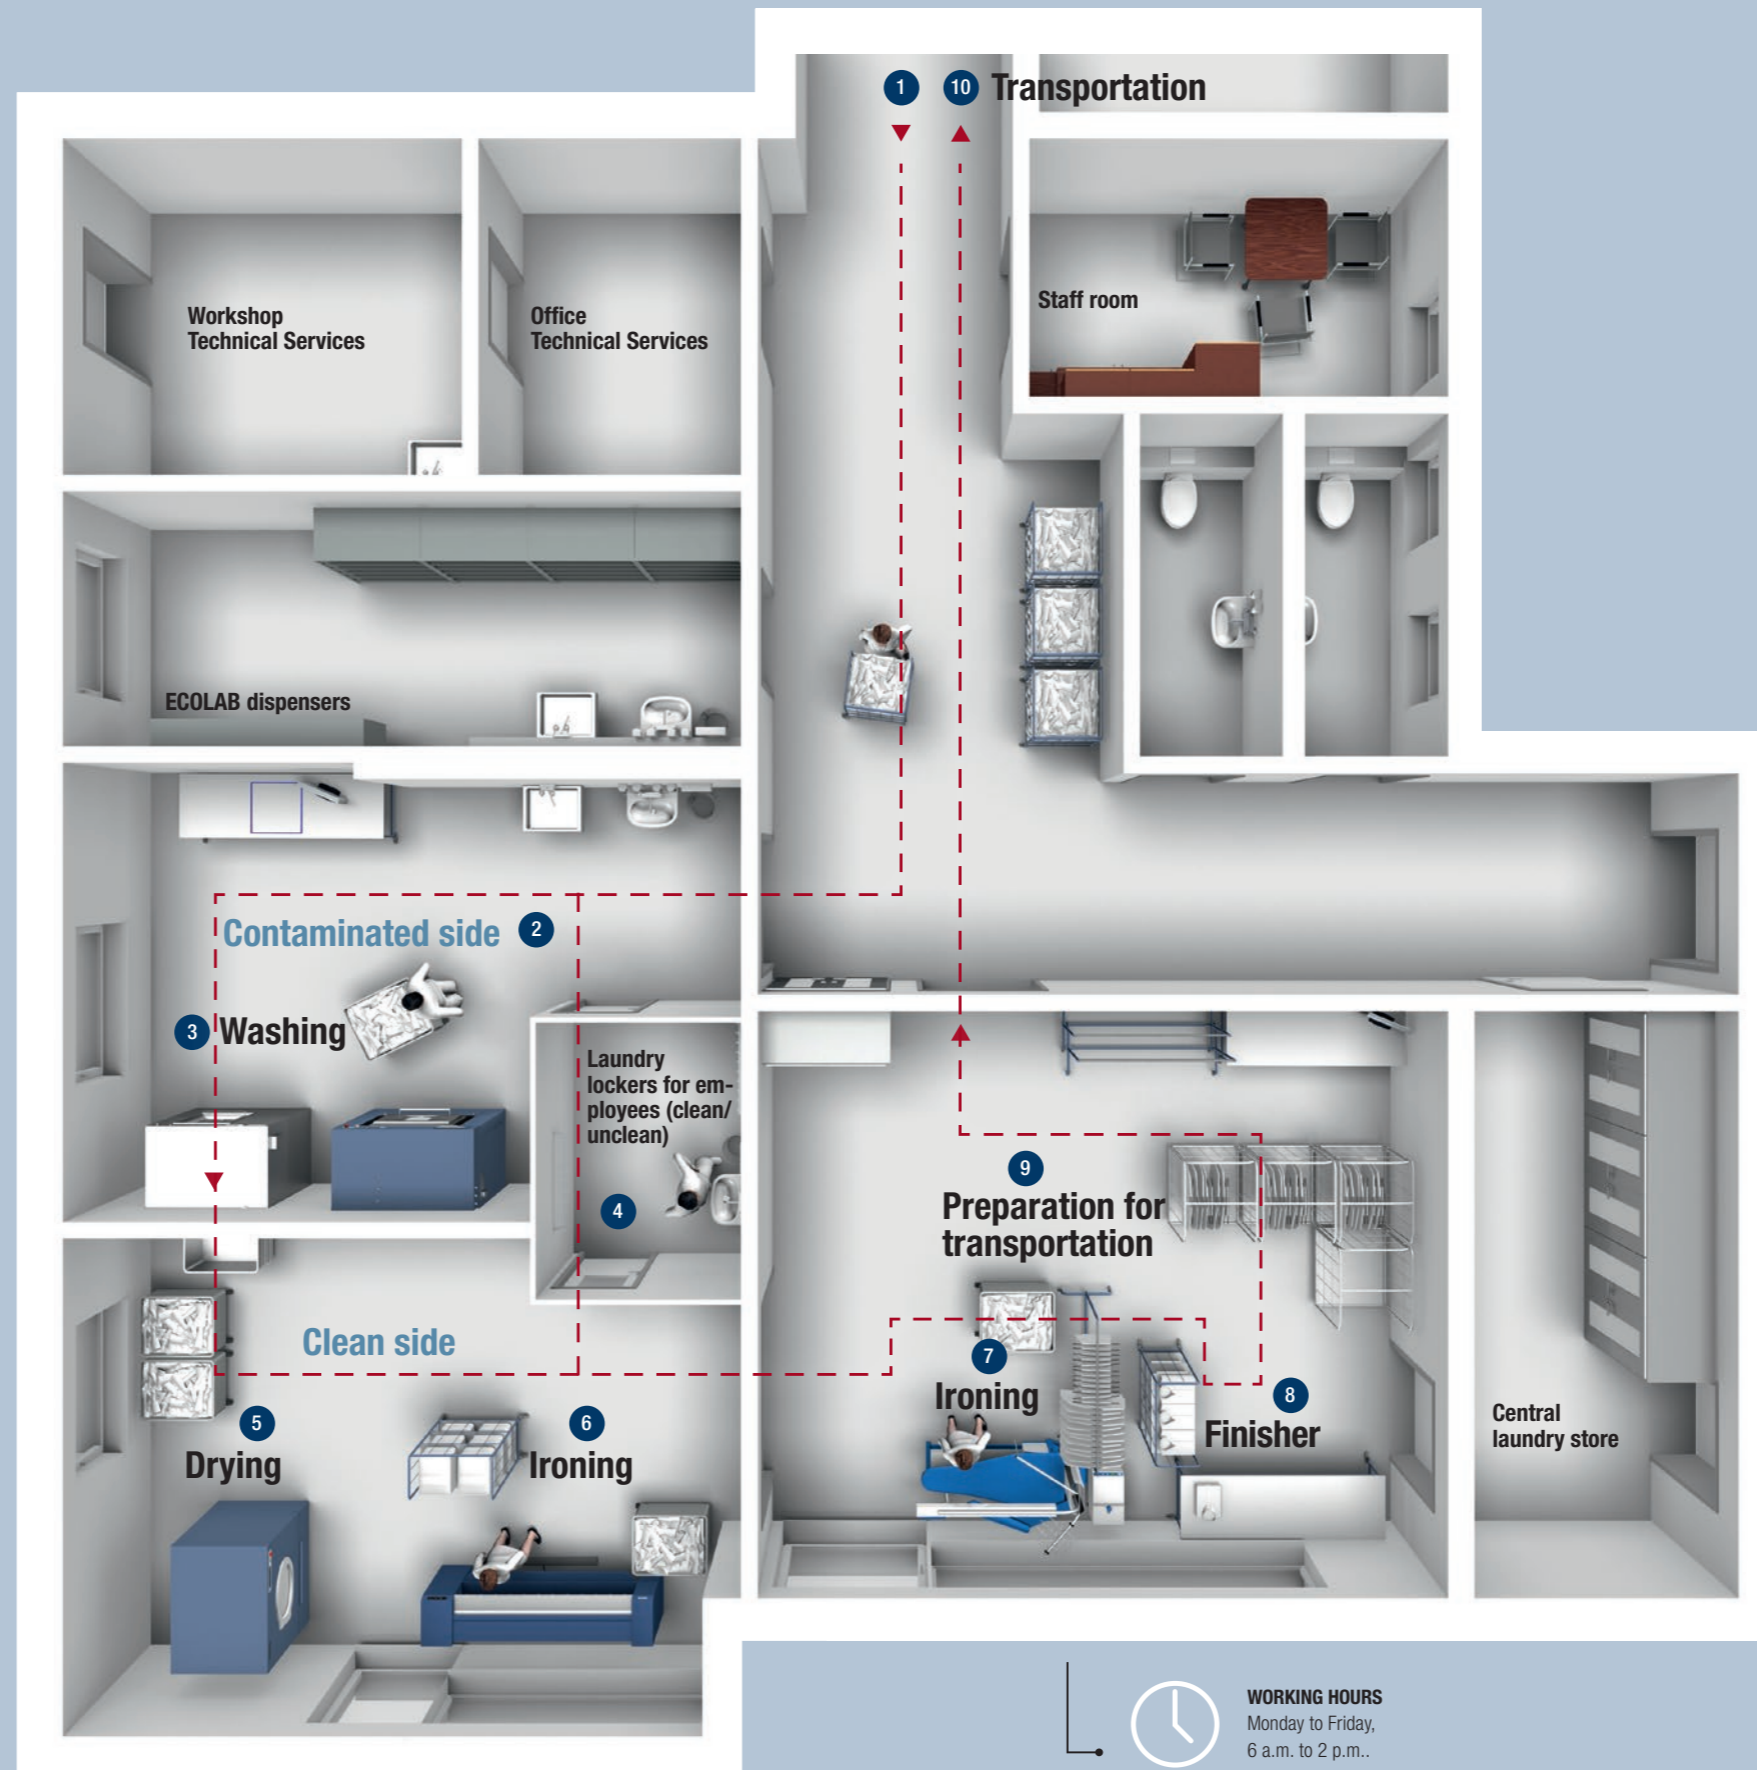 1 10 Transportation
Workshop
Technical Services
Office
Technical Services
Staff room
ECOLAB dispensers
Contaminated side 2
3 Washing
Laundry
lockers for em-
ployees (clean/
unclean)
4
9
Preparation for
transportation
Clean side
7
Ironing
5
Drying
6
Ironing
8
Finisher
Central
laundry store
WORKING HOURS
Monday to Friday,
6 a.m. to 2 p.m..